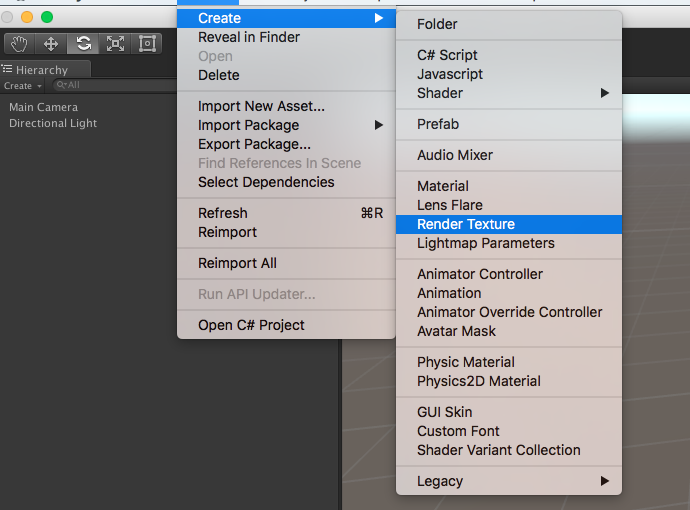 Create
Reveal in Finder
Open
Delete
Import New Asset...
Import Package
Export Package...
Find References In Scene
Select Dependencies
Refresh ⌘R
Reimport
Reimport All
Run API Updater...
Open C# Project
Folder
C# Script
Javascript
Shader
Prefab
Audio Mixer
Material
Lens Flare
Render Texture
Lightmap Parameters
Animator Controller
Animation
Animator Override Controller
Avatar Mask
Physic Material
Physics2D Material
GUI Skin
Custom Font
Shader Variant Collection
Legacy
Hierarchy
Create
All
Main Camera
Directional Light